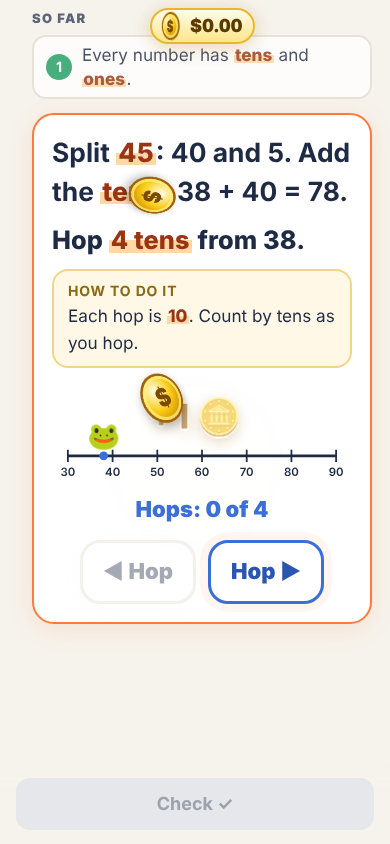 SO FAR
$0.00
1
Every number has tens and
ones.
Split 45: 40 and 5. Add
the 38 + 40 = 78.
Hop 4 tens from 38.
HOW TO DO IT
Each hop is 10. Count by tens as
you hop.
30 40 50 60 70 80 90
Hops: 0 of 4
◀ Hop
Hop ▶
Check ✓